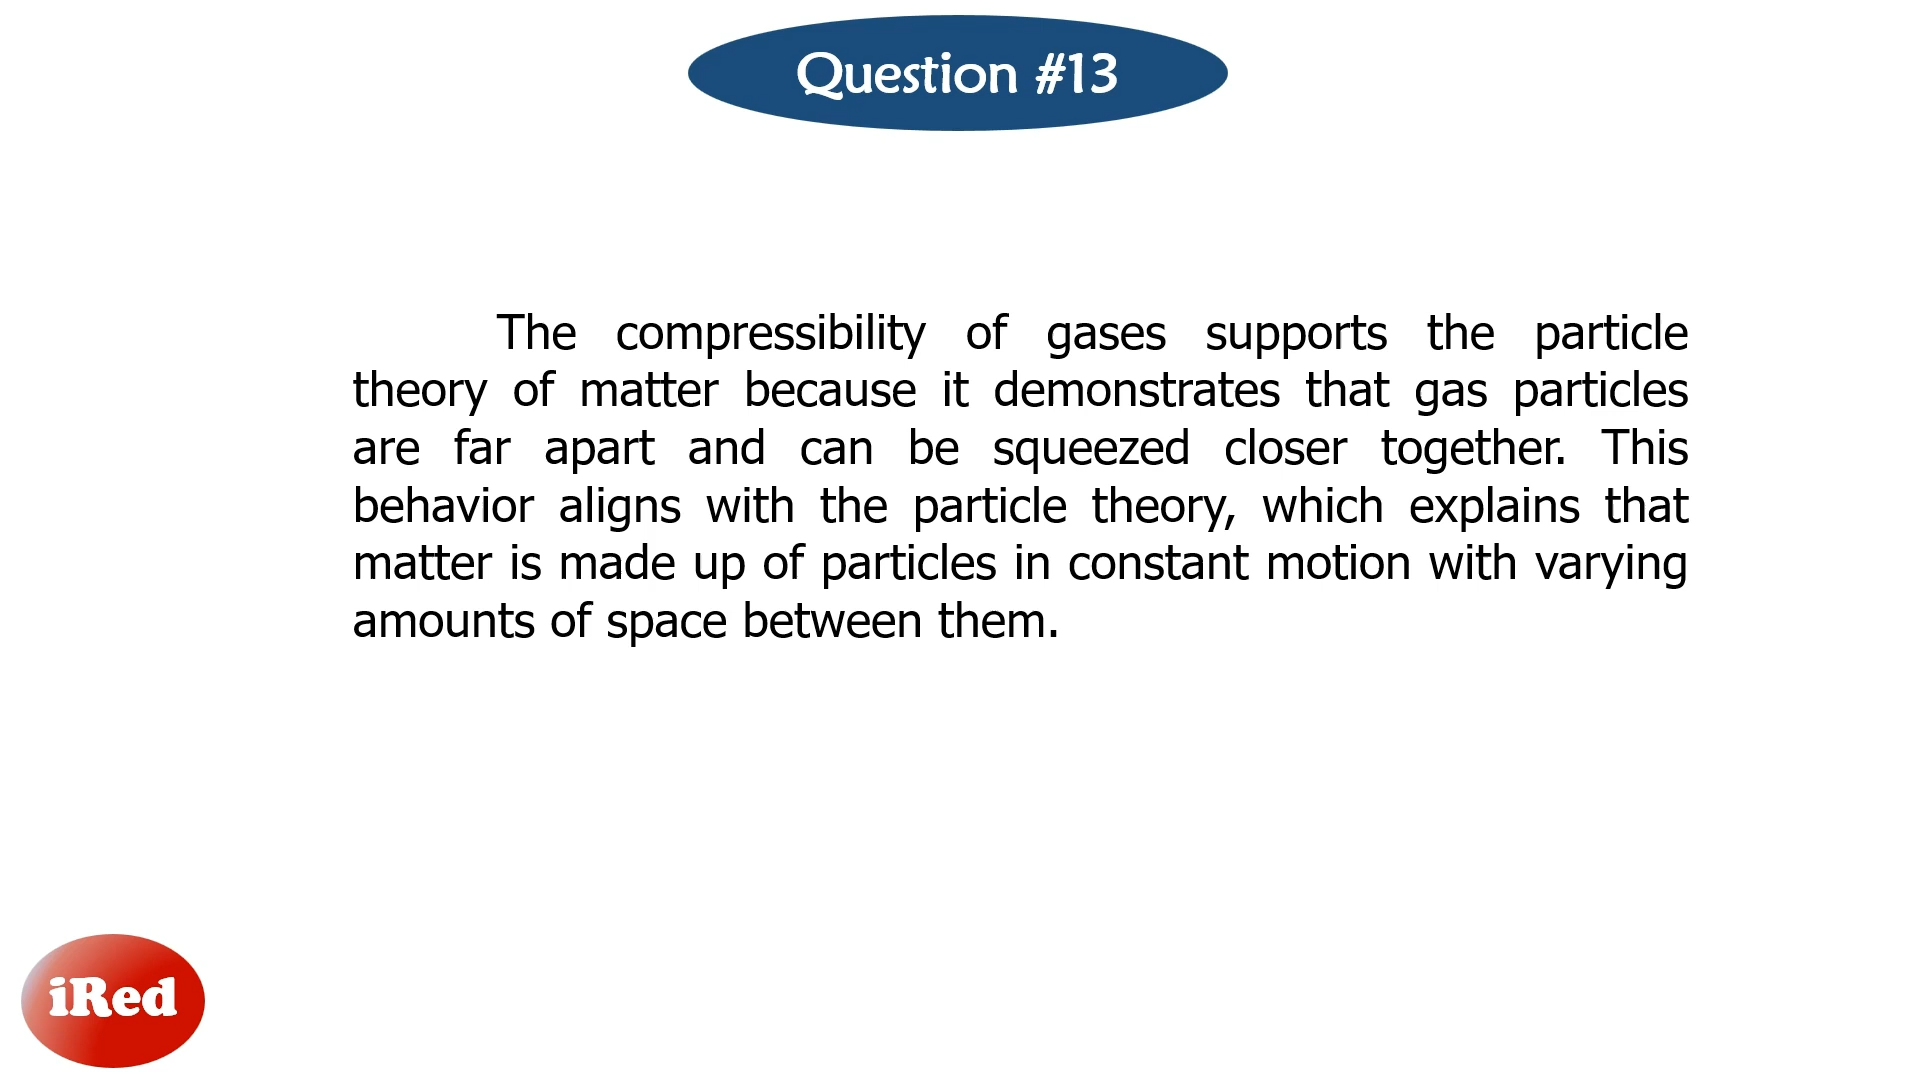 Question #13
The compressibility of gases supports the particle
theory of matter because it demonstrates that gas particles
are far apart and can be squeezed closer together. This
behavior aligns with the particle theory, which explains that
matter is made up of particles in constant motion with varying
amounts of space between them.
iRed